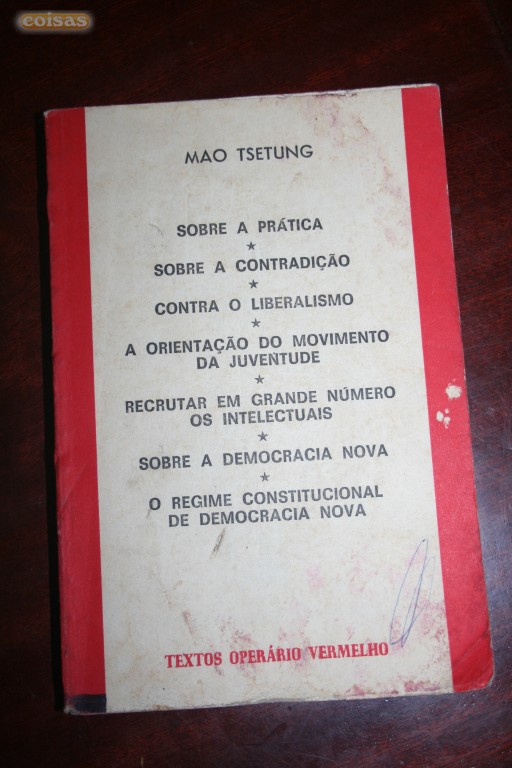 coisas
MAO TSETUNG
SOBRE A PRÁTICA
★
SOBRE A CONTRADIÇÃO
★
CONTRA O LIBERALISMO
★
A ORIENTAÇÃO DO MOVIMENTO
DA JUVENTUDE
★
RECRUTAR EM GRANDE NÚMERO
OS INTELECTUAIS
★
SOBRE A DEMOCRACIA NOVA
★
O REGIME CONSTITUCIONAL
DE DEMOCRACIA NOVA
TEXTOS OPERÁRIO VERMELHO